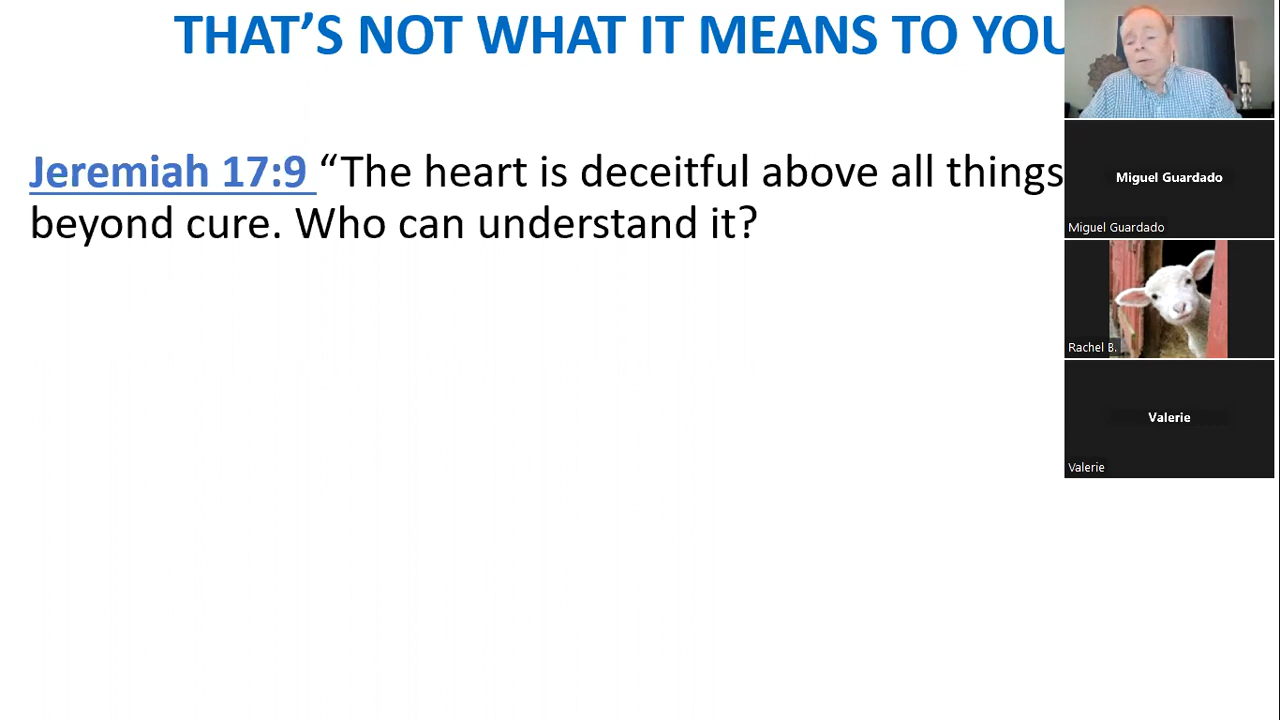 THAT’S NOT WHAT IT MEANS TO YOU
Jeremiah 17:9 “The heart is deceitful above all things
beyond cure. Who can understand it?
Miguel Guardado
Miguel Guardado
Rachel B.
Valerie
Valerie